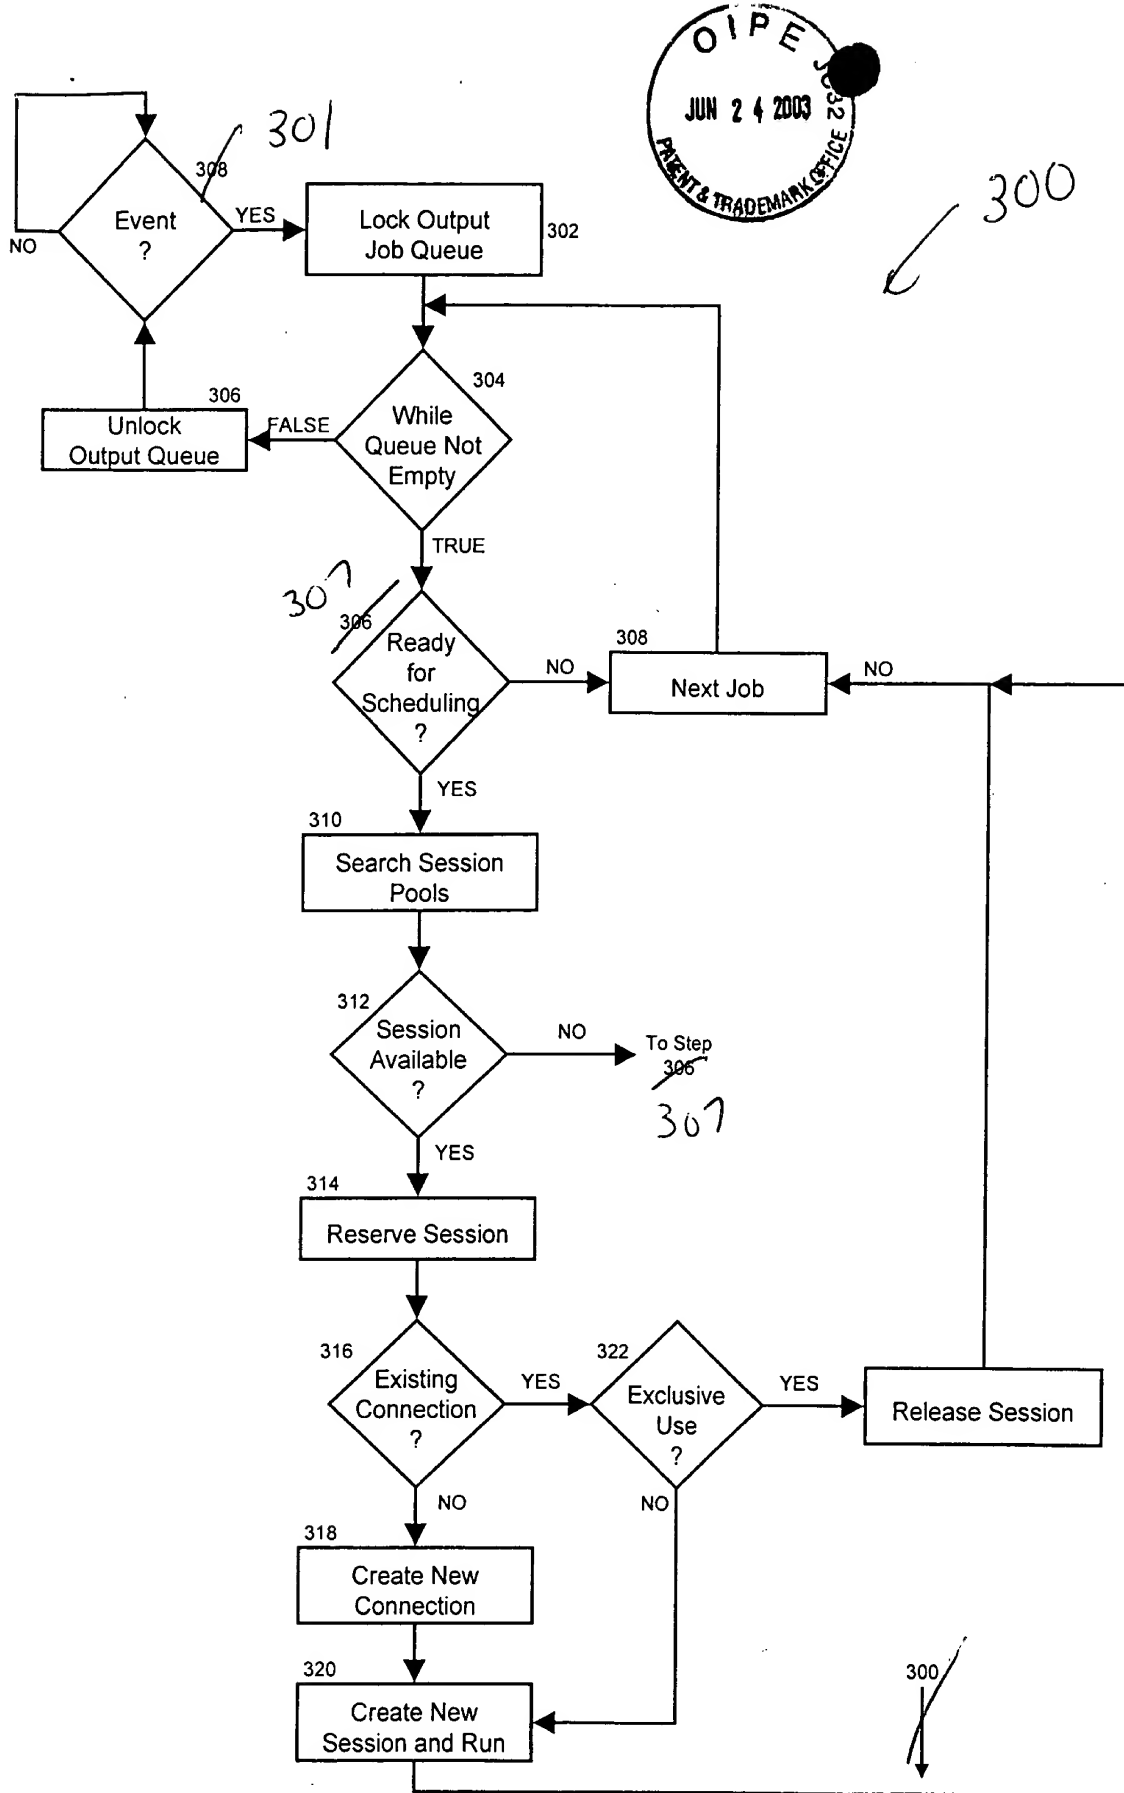 OIPE JC32
JUN 24 2003
PATENT & TRADEMARK OFFICE
300
301
308
Event
?
YES
NO
Lock Output
Job Queue
302
304
While
Queue Not
Empty
FALSE
306
Unlock
Output Queue
TRUE
307
306
Ready
for
Scheduling
?
NO
308
Next Job
NO
YES
310
Search Session
Pools
312
Session
Available
?
NO
To Step
306
307
YES
314
Reserve Session
316
Existing
Connection
?
YES
322
Exclusive
Use
?
YES
Release Session
NO
NO
318
Create New
Connection
320
Create New
Session and Run
300